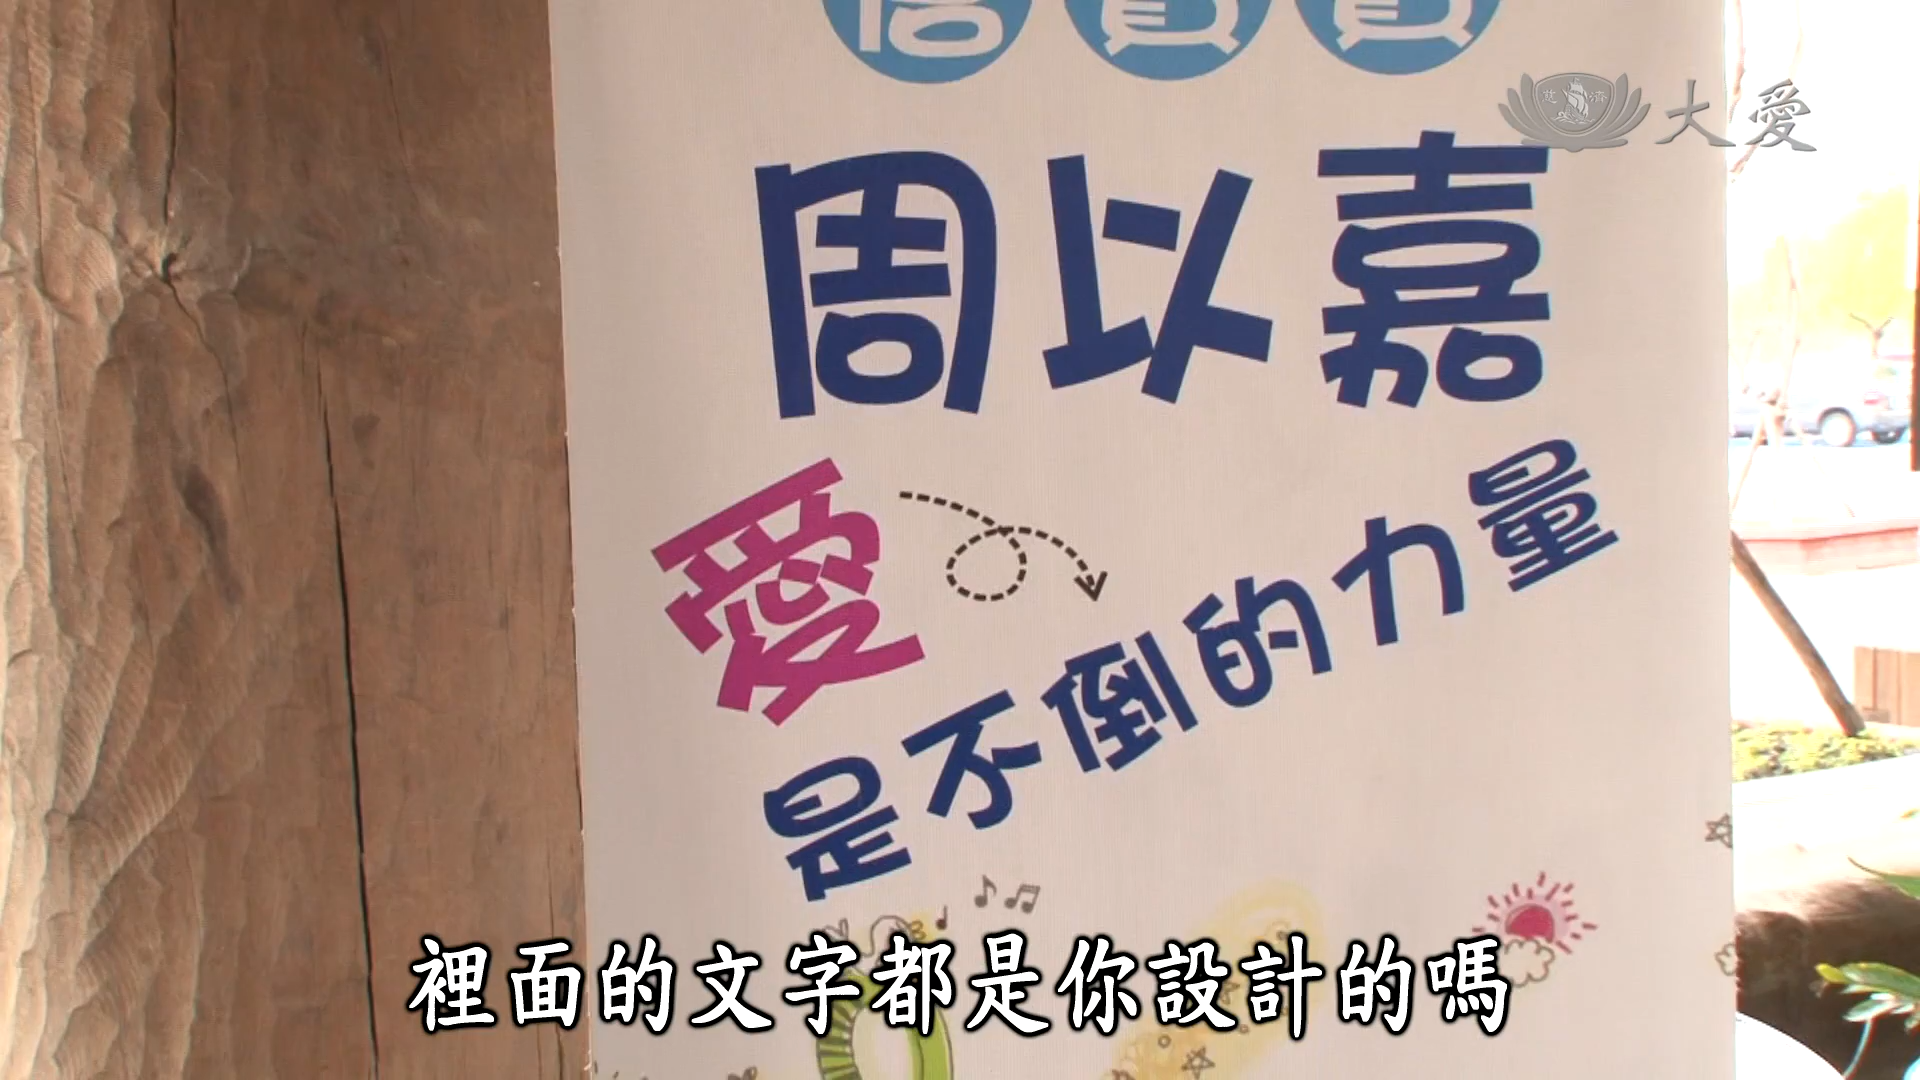 大愛
周以嘉
愛
是不倒的力量
裡面的文字都是你設計的嗎